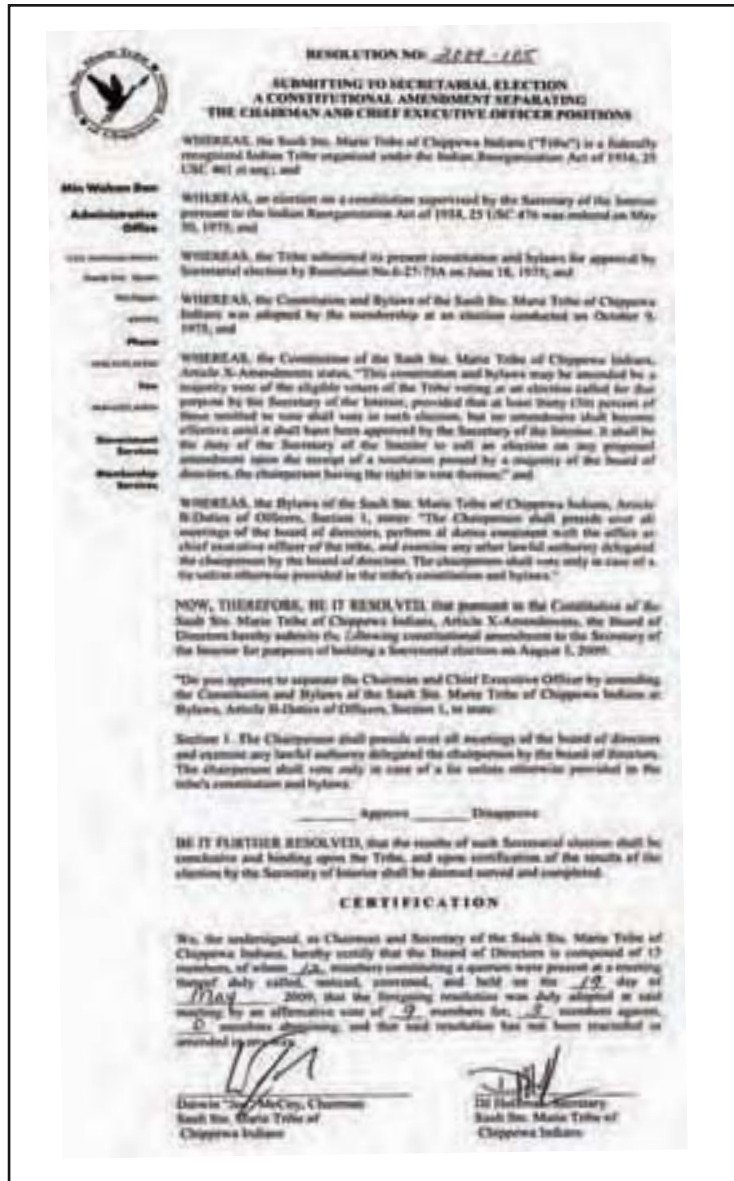 RESOLUTION NO: 2009-105
SUBMITTING TO SECRETARIAL ELECTION
A CONSTITUTIONAL AMENDMENT SEPARATING
THE CHAIRMAN AND CHIEF EXECUTIVE OFFICER POSITIONS
WHEREAS, the Sault Ste. Marie Tribe of Chippewa Indians ("Tribe") is a federally
recognized Indian Tribe organized under the Indian Reorganization Act of 1934, 25
USC 461 et seq; and
Min Waban Dan
Administrative
Office
WHEREAS, an election on a constitution supervised by the Secretary of the Interior
pursuant to the Indian Reorganization Act of 1934, 25 USC 476 was ordered on May
30, 1975; and
WHEREAS, the Tribe submitted its present constitution and bylaws for approval by
Secretarial election by Resolution No.6-27-75A on June 18, 1975; and
WHEREAS, the Constitution and Bylaws of the Sault Ste. Marie Tribe of Chippewa
Indians was adopted by the membership at an election conducted on October 9,
1975; and
Phone
Fax
Government
Services
Membership
Services
WHEREAS, the Constitution of the Sault Ste. Marie Tribe of Chippewa Indians,
Article X-Amendments states, "This constitution and bylaws may be amended by a
majority vote of the eligible voters of the Tribe voting at an election called for that
purpose by the Secretary of the Interior, provided that at least thirty (30) percent of
those entitled to vote shall vote in such election, but no amendment shall become
effective until it shall have been approved by the Secretary of the Interior. It shall be
the duty of the Secretary of the Interior to call an election on any proposed
amendment upon the receipt of a resolution passed by a majority of the board of
directors, the chairperson having the right to vote thereon;" and
WHEREAS, the Bylaws of the Sault Ste. Marie Tribe of Chippewa Indians, Article
II-Duties of Officers, Section 1, states: "The Chairperson shall preside over all
meetings of the board of directors, perform al duties consistent with the office as
chief executive officer of the tribe, and examine any other lawful authority delegated
the chairperson by the board of directors. The chairperson shall vote only in case of a
tie unless otherwise provided in the tribe's constitution and bylaws."
NOW, THEREFORE, BE IT RESOLVED, that pursuant to the Constitution of the
Sault Ste. Marie Tribe of Chippewa Indians, Article X-Amendments, the Board of
Directors hereby submits the following constitutional amendment to the Secretary of
the Interior for purposes of holding a Secretarial election on August 5, 2009:
"Do you approve to separate the Chairman and Chief Executive Officer by amending
the Constitution and Bylaws of the Sault Ste. Marie Tribe of Chippewa Indians at
Bylaws, Article II-Duties of Officers, Section 1, to state:
Section 1. The Chairperson shall preside over all meetings of the board of directors
and examine any lawful authority delegated the chairperson by the board of directors.
The chairperson shall vote only in case of a tie unless otherwise provided in the
tribe's constitution and bylaws.
______ Approve ______ Disapprove
BE IT FURTHER RESOLVED, that the results of such Secretarial election shall be
conclusive and binding upon the Tribe, and upon certification of the results of the
election by the Secretary of Interior shall be deemed served and completed.
CERTIFICATION
We, the undersigned, as Chairman and Secretary of the Sault Ste. Marie Tribe of
Chippewa Indians, hereby certify that the Board of Directors is composed of 13
members, of whom 12 members constituting a quorum were present at a meeting
thereof duly called, noticed, convened, and held on the 19 day of
May 2009, that the foregoing resolution was duly adopted at said
meeting by an affirmative vote of 9 members for, 3 members against,
0 members abstaining, and that said resolution has not been rescinded or
amended in any way.
Darwin "Joe" McCoy, Chairman
Sault Ste. Marie Tribe of
Chippewa Indians
DJ Secretary
Sault Ste. Marie Tribe of
Chippewa Indians